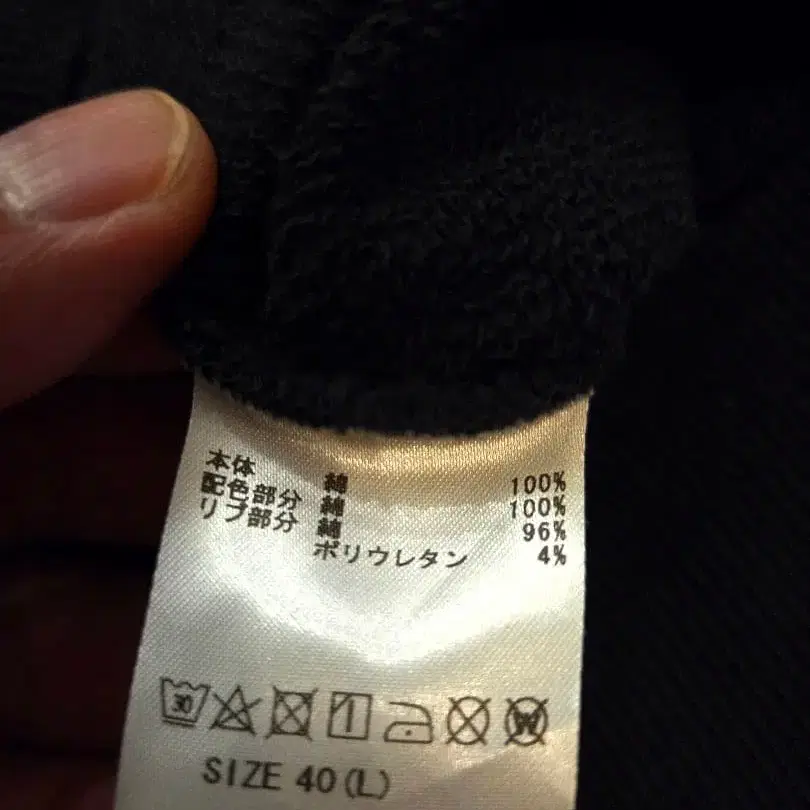 本体 綿 100%
配色部分 綿 100%
リブ部分 綿 96%
ポリウレタン 4%
30 W
SIZE 40(L)